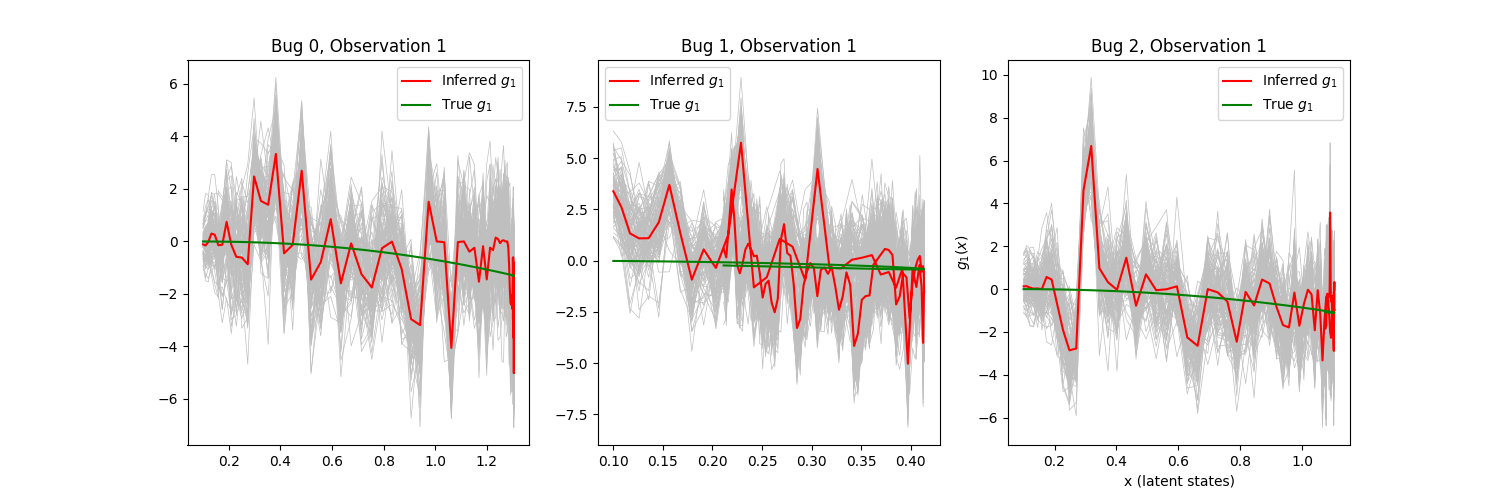 Bug 0, Observation 1
6
4
2
0
−2
−4
−6
0.2 0.4 0.6 0.8 1.0 1.2
Inferred g₁
True g₁
Bug 1, Observation 1
7.5
5.0
2.5
0.0
−2.5
−5.0
−7.5
0.10 0.15 0.20 0.25 0.30 0.35 0.40
Inferred g₁
True g₁
Bug 2, Observation 1
g₁(x)
10
8
6
4
2
0
−2
−4
−6
0.2 0.4 0.6 0.8 1.0
x (latent states)
Inferred g₁
True g₁